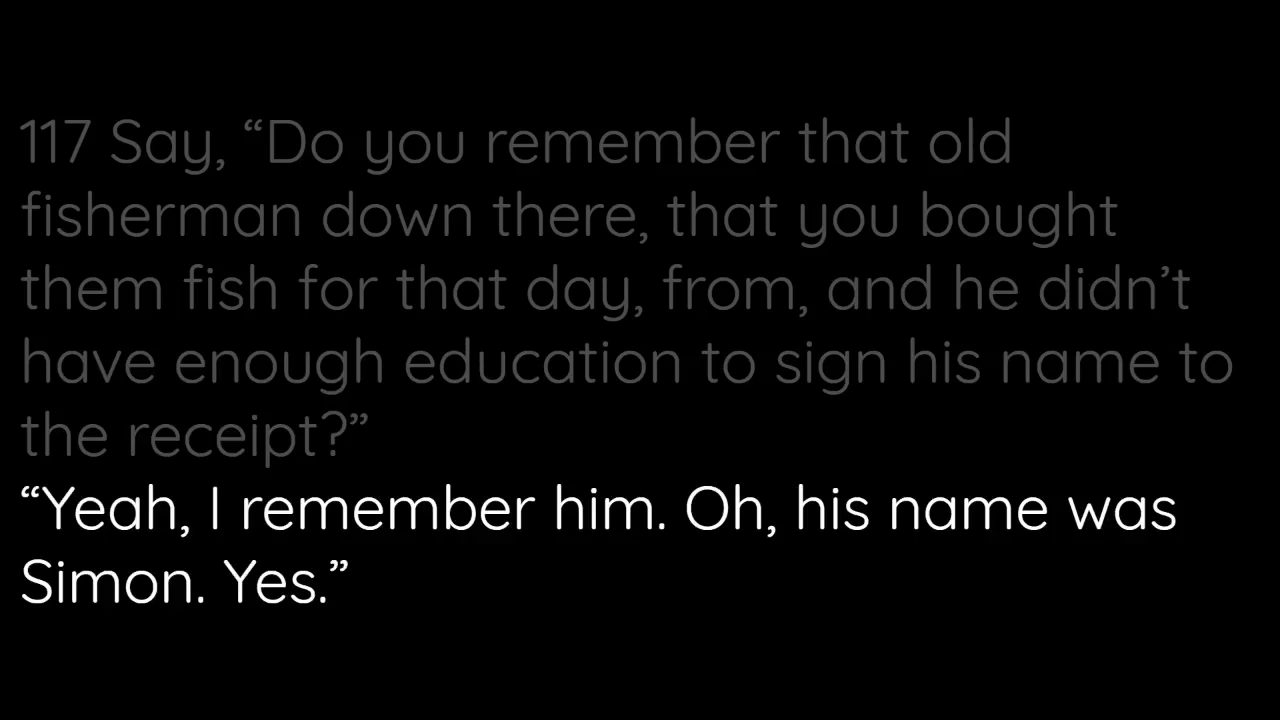 117 Say, “Do you remember that old
fisherman down there, that you bought
them fish for that day, from, and he didn’t
have enough education to sign his name to
the receipt?”
“Yeah, I remember him. Oh, his name was
Simon. Yes.”